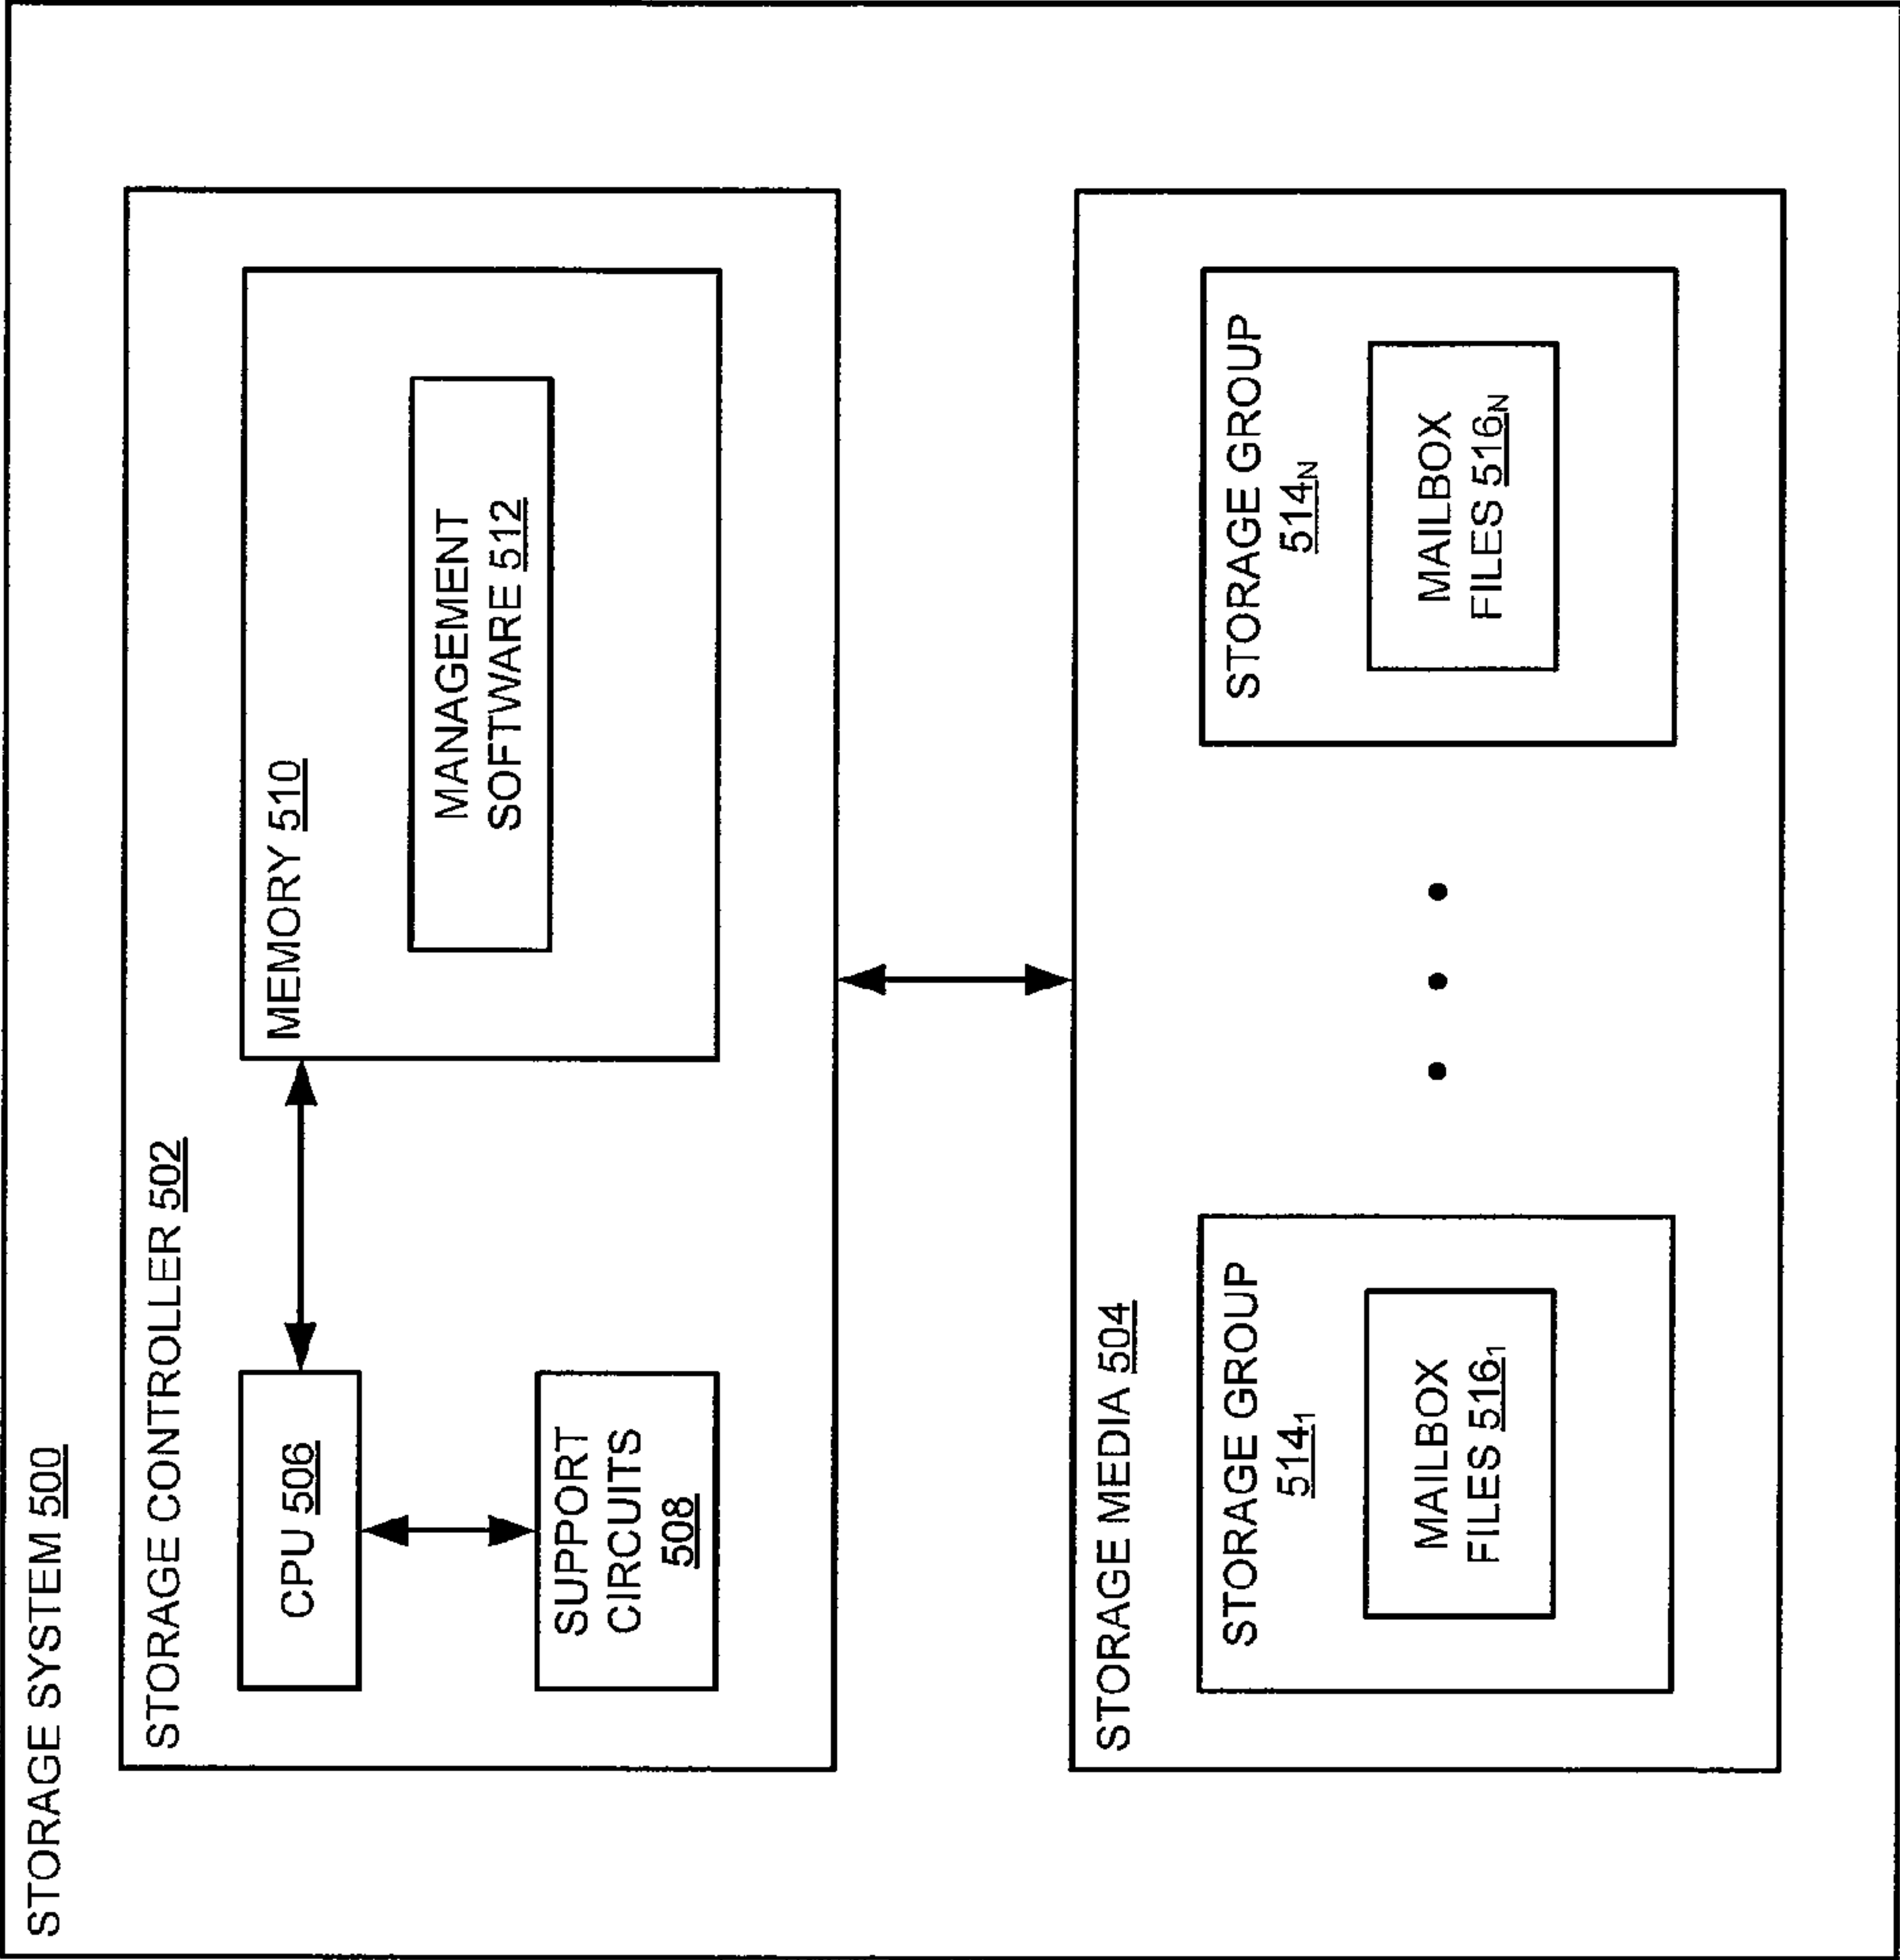 STORAGE SYSTEM 500
STORAGE CONTROLLER 502
CPU 506
SUPPORT
CIRCUITS
508
MEMORY 510
MANAGEMENT
SOFTWARE 512
STORAGE MEDIA 504
STORAGE GROUP
514₁
MAILBOX
FILES 516₁
STORAGE GROUP
514N
MAILBOX
FILES 516N